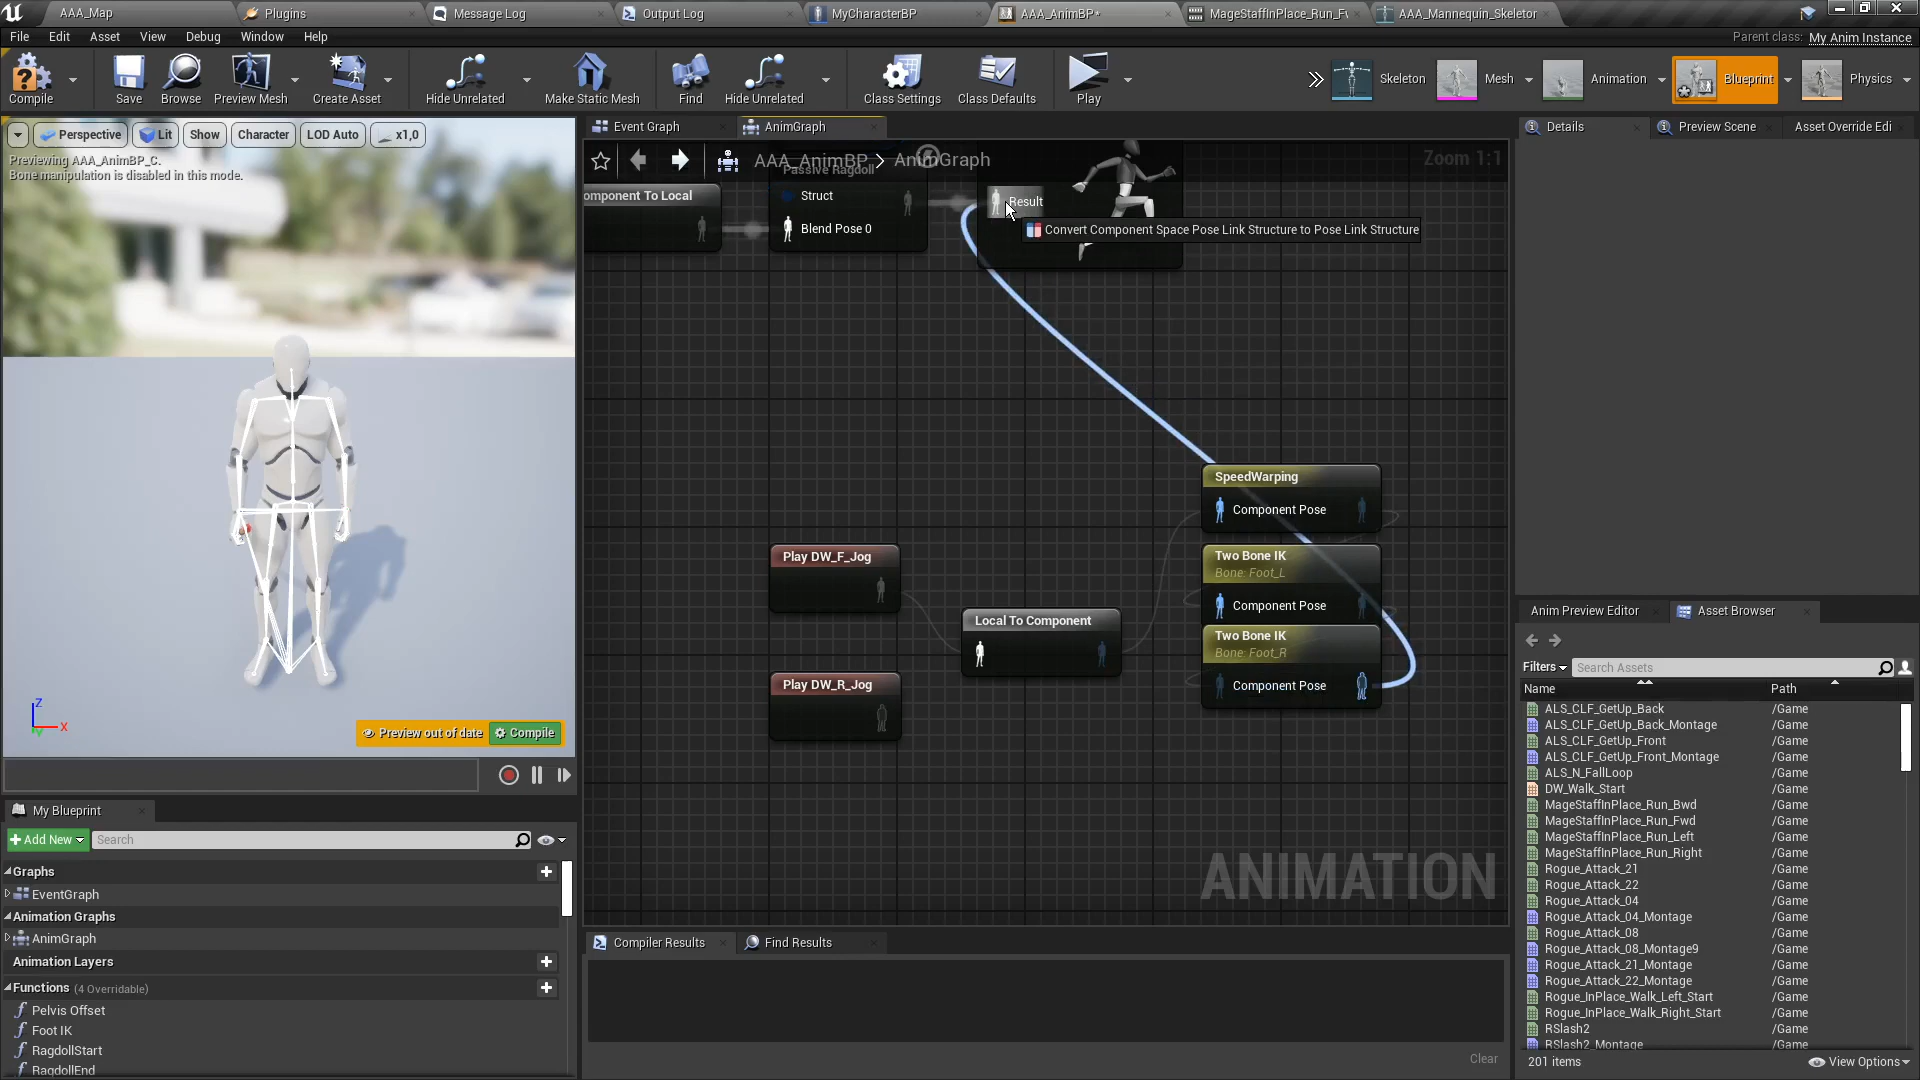 AAA_Map
Plugins
Message Log
Output Log
MyCharacterBP
AAA_AnimBP*
MageStaffInPlace_Run_Fv
AAA_Mannequin_Skeletor
File Edit Asset View Debug Window Help
Parent class: My Anim Instance
Compile
Save
Browse
Preview Mesh
Create Asset
Hide Unrelated
Make Static Mesh
Find
Hide Unrelated
Class Settings
Class Defaults
Play
Skeleton
Mesh
Animation
Blueprint
Physics
Perspective
Lit
Show
Character
LOD Auto
x1,0
Previewing AAA_AnimBP_C.
Bone manipulation is disabled in this mode.
Z
X
Y
Preview out of date
Compile
My Blueprint
Add New
Search
Graphs
EventGraph
Animation Graphs
AnimGraph
Animation Layers
Functions (4 Overridable)
Pelvis Offset
Foot IK
RagdollStart
RagdollEnd
Event Graph
AnimGraph
AAA_AnimBP > AnimGraph
Zoom 1:1
omponent To Local
Passive Ragdoll
Struct
Blend Pose 0
Result
Convert Component Space Pose Link Structure to Pose Link Structure
SpeedWarping
Component Pose
Two Bone IK
Bone: Foot_L
Component Pose
Two Bone IK
Bone: Foot_R
Component Pose
Play DW_F_Jog
Local To Component
Play DW_R_Jog
ANIMATION
Compiler Results
Find Results
Clear
Details
Preview Scene
Asset Override Edi
Anim Preview Editor
Asset Browser
Filters
Search Assets
Name Path
ALS_CLF_GetUp_Back /Game
ALS_CLF_GetUp_Back_Montage /Game
ALS_CLF_GetUp_Front /Game
ALS_CLF_GetUp_Front_Montage /Game
ALS_N_FallLoop /Game
DW_Walk_Start /Game
MageStaffInPlace_Run_Bwd /Game
MageStaffInPlace_Run_Fwd /Game
MageStaffInPlace_Run_Left /Game
MageStaffInPlace_Run_Right /Game
Rogue_Attack_21 /Game
Rogue_Attack_22 /Game
Rogue_Attack_04 /Game
Rogue_Attack_04_Montage /Game
Rogue_Attack_08 /Game
Rogue_Attack_08_Montage9 /Game
Rogue_Attack_21_Montage /Game
Rogue_Attack_22_Montage /Game
Rogue_InPlace_Walk_Left_Start /Game
Rogue_InPlace_Walk_Right_Start /Game
RSlash2 /Game
RSlash2_Montage /Game
201 items
View Options